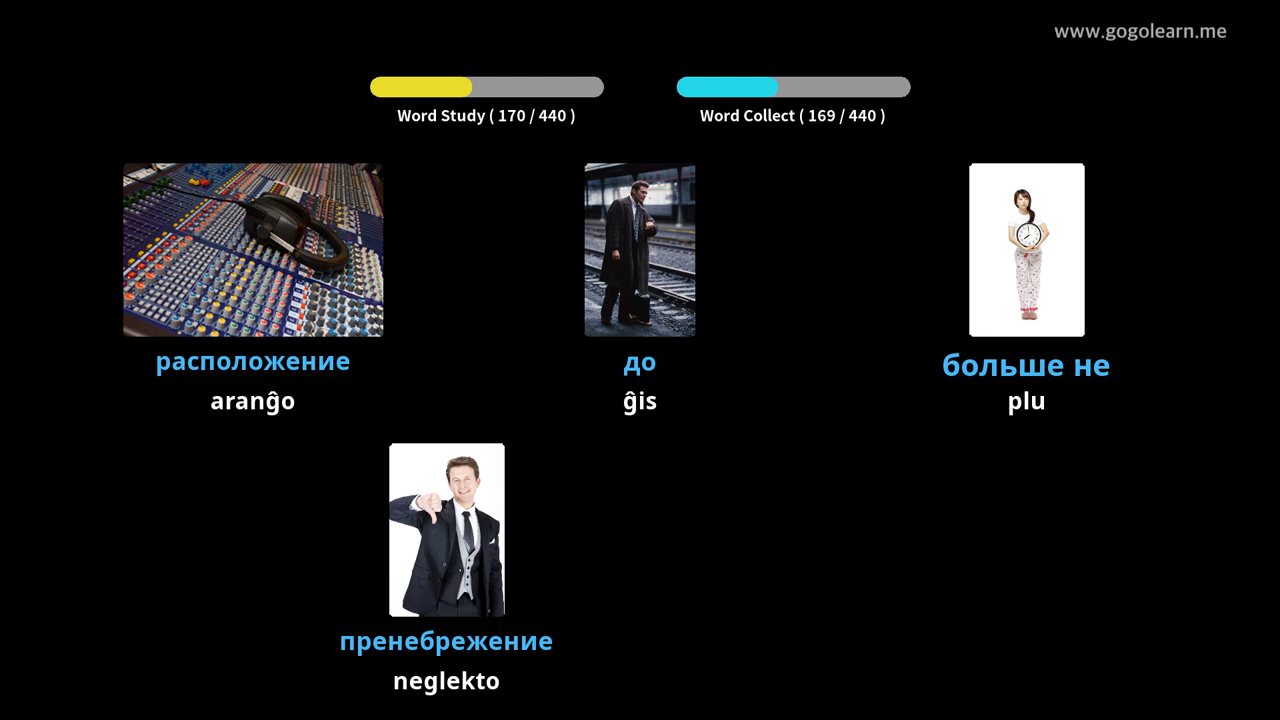 www.gogolearn.me
Word Study ( 170 / 440 )
Word Collect ( 169 / 440 )
расположение
aranĝo
до
ĝis
больше не
plu
пренебрежение
neglekto